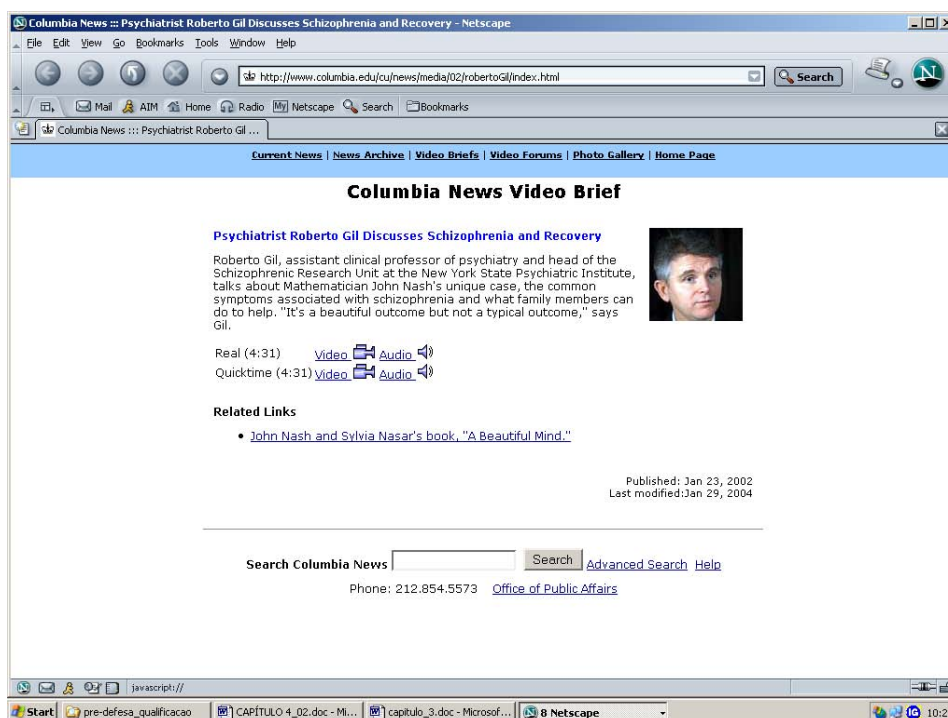 Columbia News ::: Psychiatrist Roberto Gil Discusses Schizophrenia and Recovery - Netscape
File Edit View Go Bookmarks Tools Window Help
http://www.columbia.edu/cu/news/media/02/robertoGil/index.html Search N
Mail AIM Home Radio My Netscape Search Bookmarks
Columbia News ::: Psychiatrist Roberto Gil ...
Current News | News Archive | Video Briefs | Video Forums | Photo Gallery | Home Page
Columbia News Video Brief
Psychiatrist Roberto Gil Discusses Schizophrenia and Recovery
Roberto Gil, assistant clinical professor of psychiatry and head of the
Schizophrenic Research Unit at the New York State Psychiatric Institute,
talks about Mathematician John Nash's unique case, the common
symptoms associated with schizophrenia and what family members can
do to help. "It's a beautiful outcome but not a typical outcome," says
Gil.
Real (4:31) Video Audio
Quicktime (4:31) Video Audio
Related Links
• John Nash and Sylvia Nasar's book, "A Beautiful Mind."
Published: Jan 23, 2002
Last modified:Jan 29, 2004
Search Columbia News Search Advanced Search Help
Phone: 212.854.5573 Office of Public Affairs
javascript://
Start pre-defesa_qualificacao CAPÍTULO 4_02.doc - Mi... capitulo_3.doc - Microsof... 8 Netscape